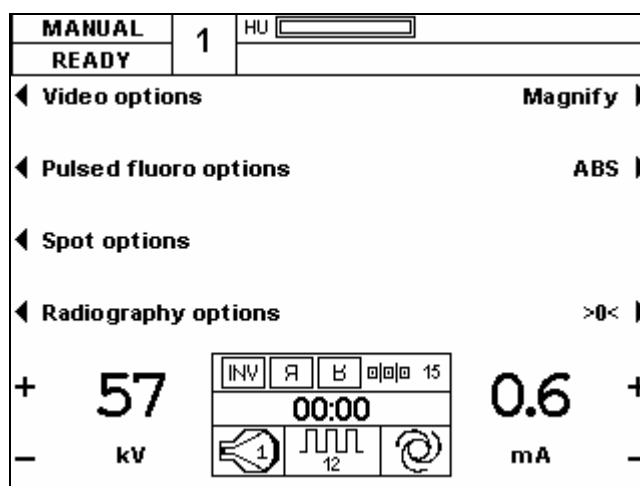 MANUAL 1 HU
READY
Video options Magnify
Pulsed fluoro options ABS
Spot options
Radiography options >0<
INV Я ꓤ 15
+ 57 00:00 0.6 +
1 12
− kV mA −